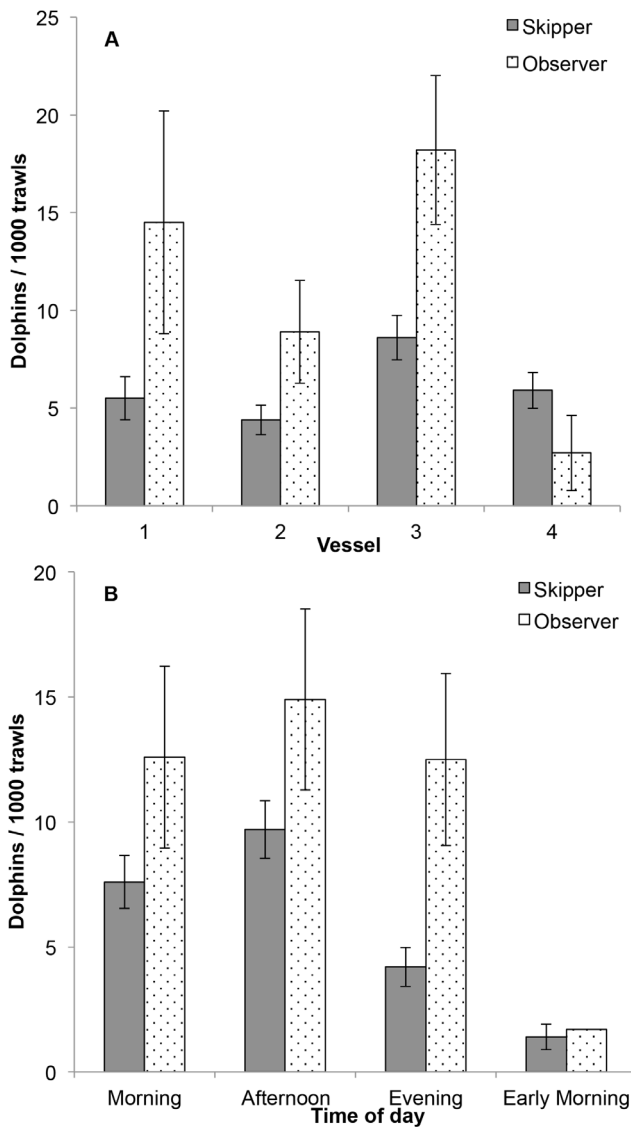 25
20
15
10
5
0
A
Skipper
Observer
Dolphins / 1000 trawls
1 2 3 4
Vessel
20
15
10
5
0
B
Skipper
Observer
Dolphins / 1000 trawls
Morning Afternoon Evening Early Morning
Time of day